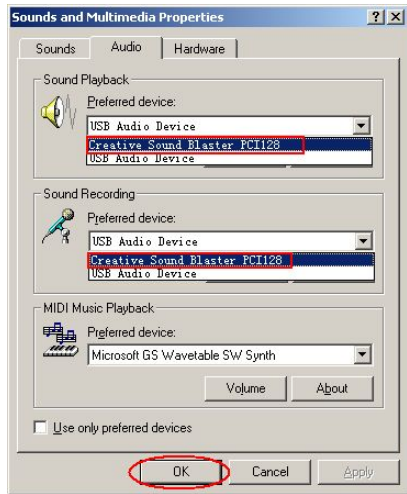 Sounds and Multimedia Properties
Sounds Audio Hardware
Sound Playback
Preferred device:
USB Audio Device
Creative Sound Blaster PCI128
USB Audio Device
Sound Recording
Preferred device:
USB Audio Device
Creative Sound Blaster PCI128
USB Audio Device
MIDI Music Playback
Preferred device:
Microsoft GS Wavetable SW Synth
Volume About
Use only preferred devices
OK Cancel Apply